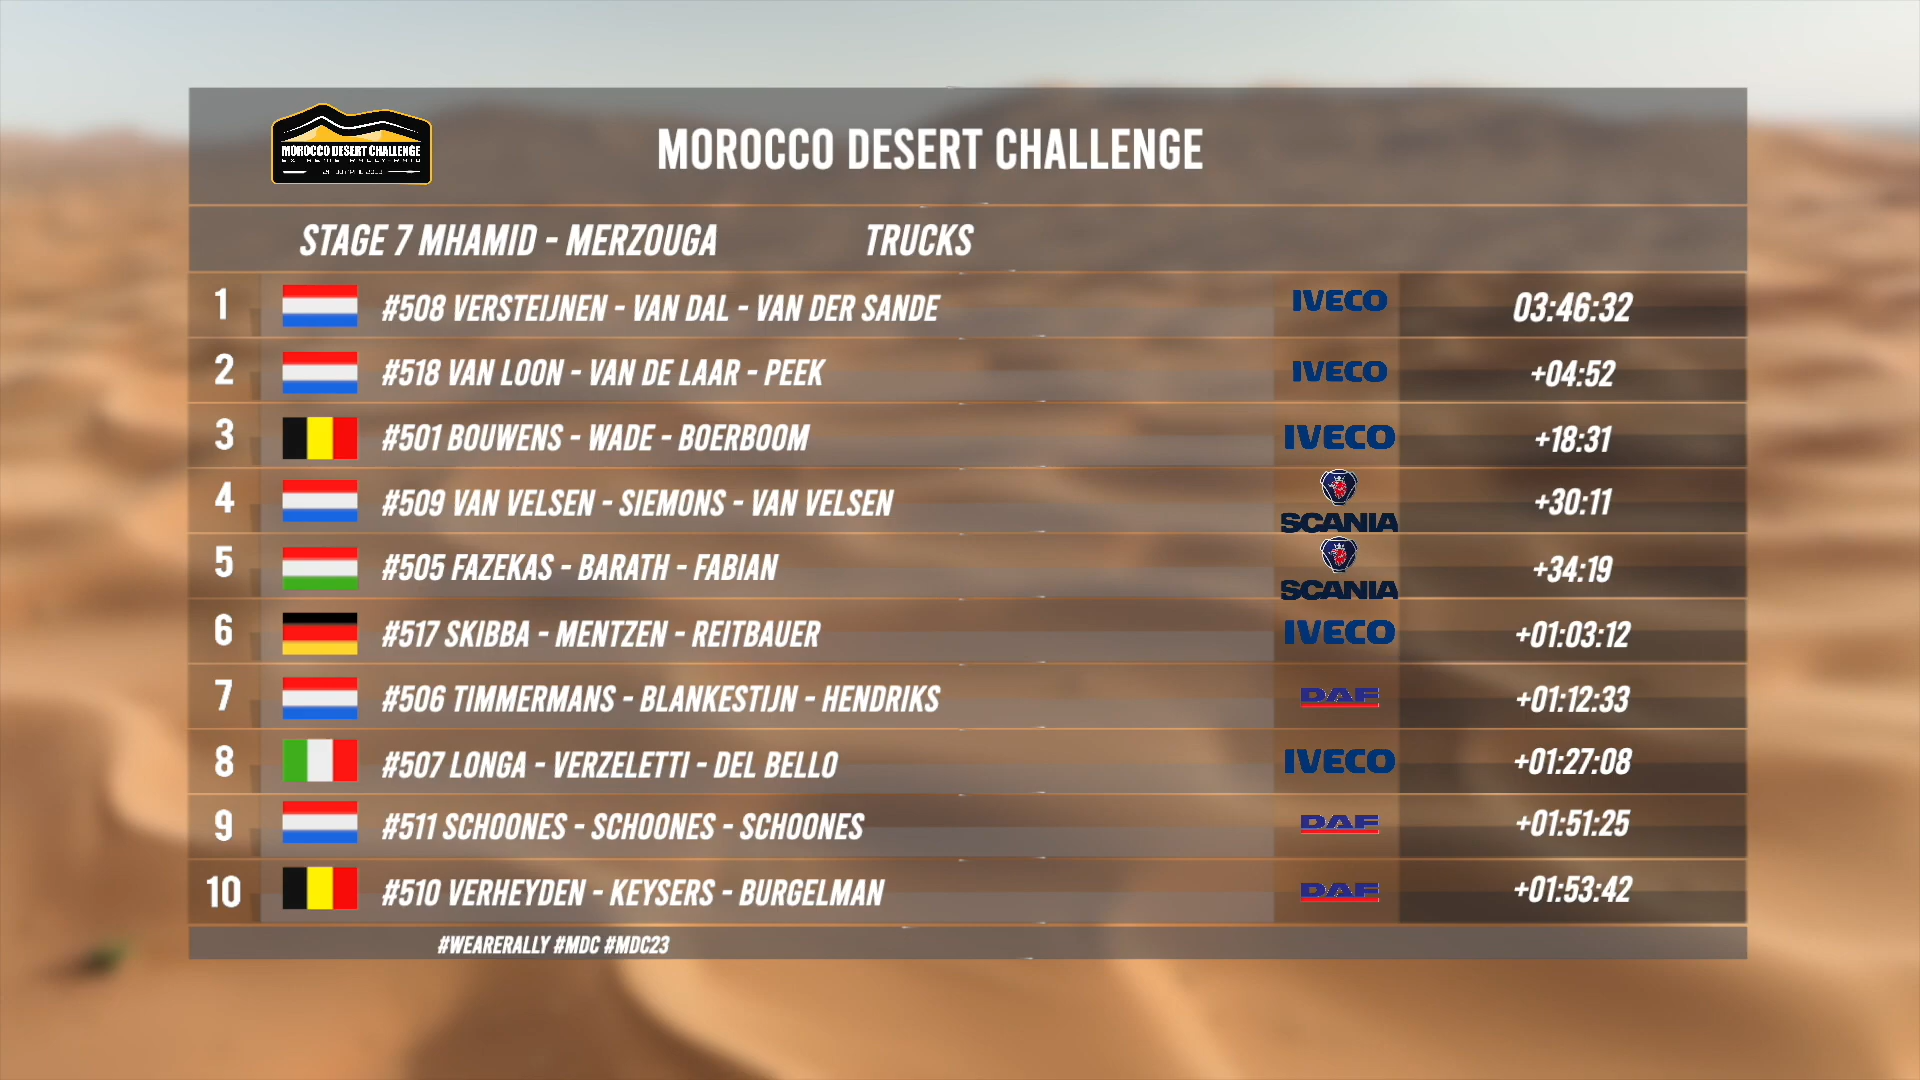 MOROCCO DESERT CHALLENGE
EXTREME RALLY-RAID
MOROCCO DESERT CHALLENGE
STAGE 7 MHAMID - MERZOUGA TRUCKS
1 #508 VERSTEIJNEN - VAN DAL - VAN DER SANDE IVECO 03:46:32
2 #518 VAN LOON - VAN DE LAAR - PEEK IVECO +04:52
3 #501 BOUWENS - WADE - BOERBOOM IVECO +18:31
4 #509 VAN VELSEN - SIEMONS - VAN VELSEN SCANIA +30:11
5 #505 FAZEKAS - BARATH - FABIAN SCANIA +34:19
6 #517 SKIBBA - MENTZEN - REITBAUER IVECO +01:03:12
7 #506 TIMMERMANS - BLANKESTIJN - HENDRIKS DAF +01:12:33
8 #507 LONGA - VERZELETTI - DEL BELLO IVECO +01:27:08
9 #511 SCHOONES - SCHOONES - SCHOONES DAF +01:51:25
10 #510 VERHEYDEN - KEYSERS - BURGELMAN DAF +01:53:42
#WEARERALLY #MDC #MDC23